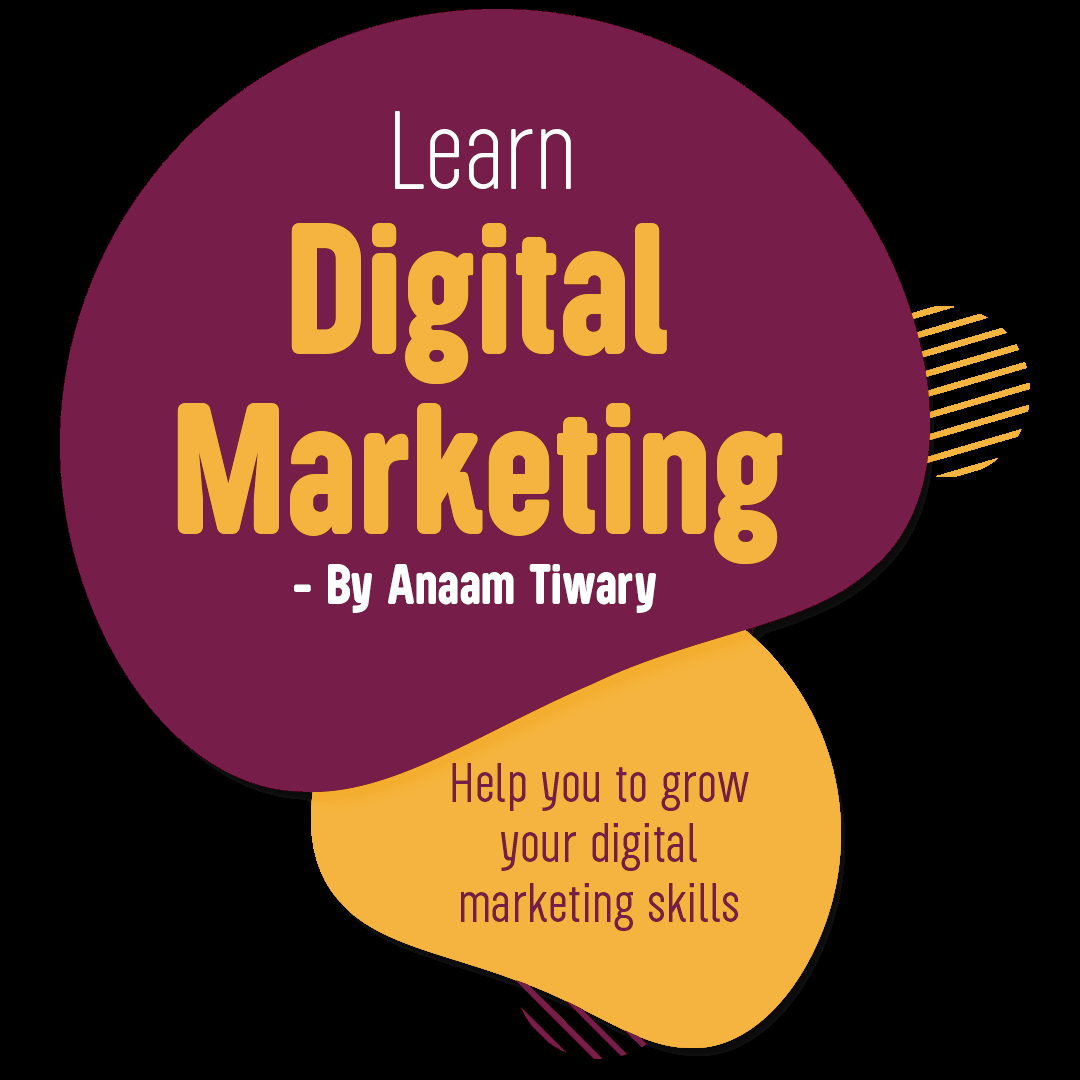 Learn
Digital
Marketing
- By Anaam Tiwary
Help you to grow
your digital
marketing skills